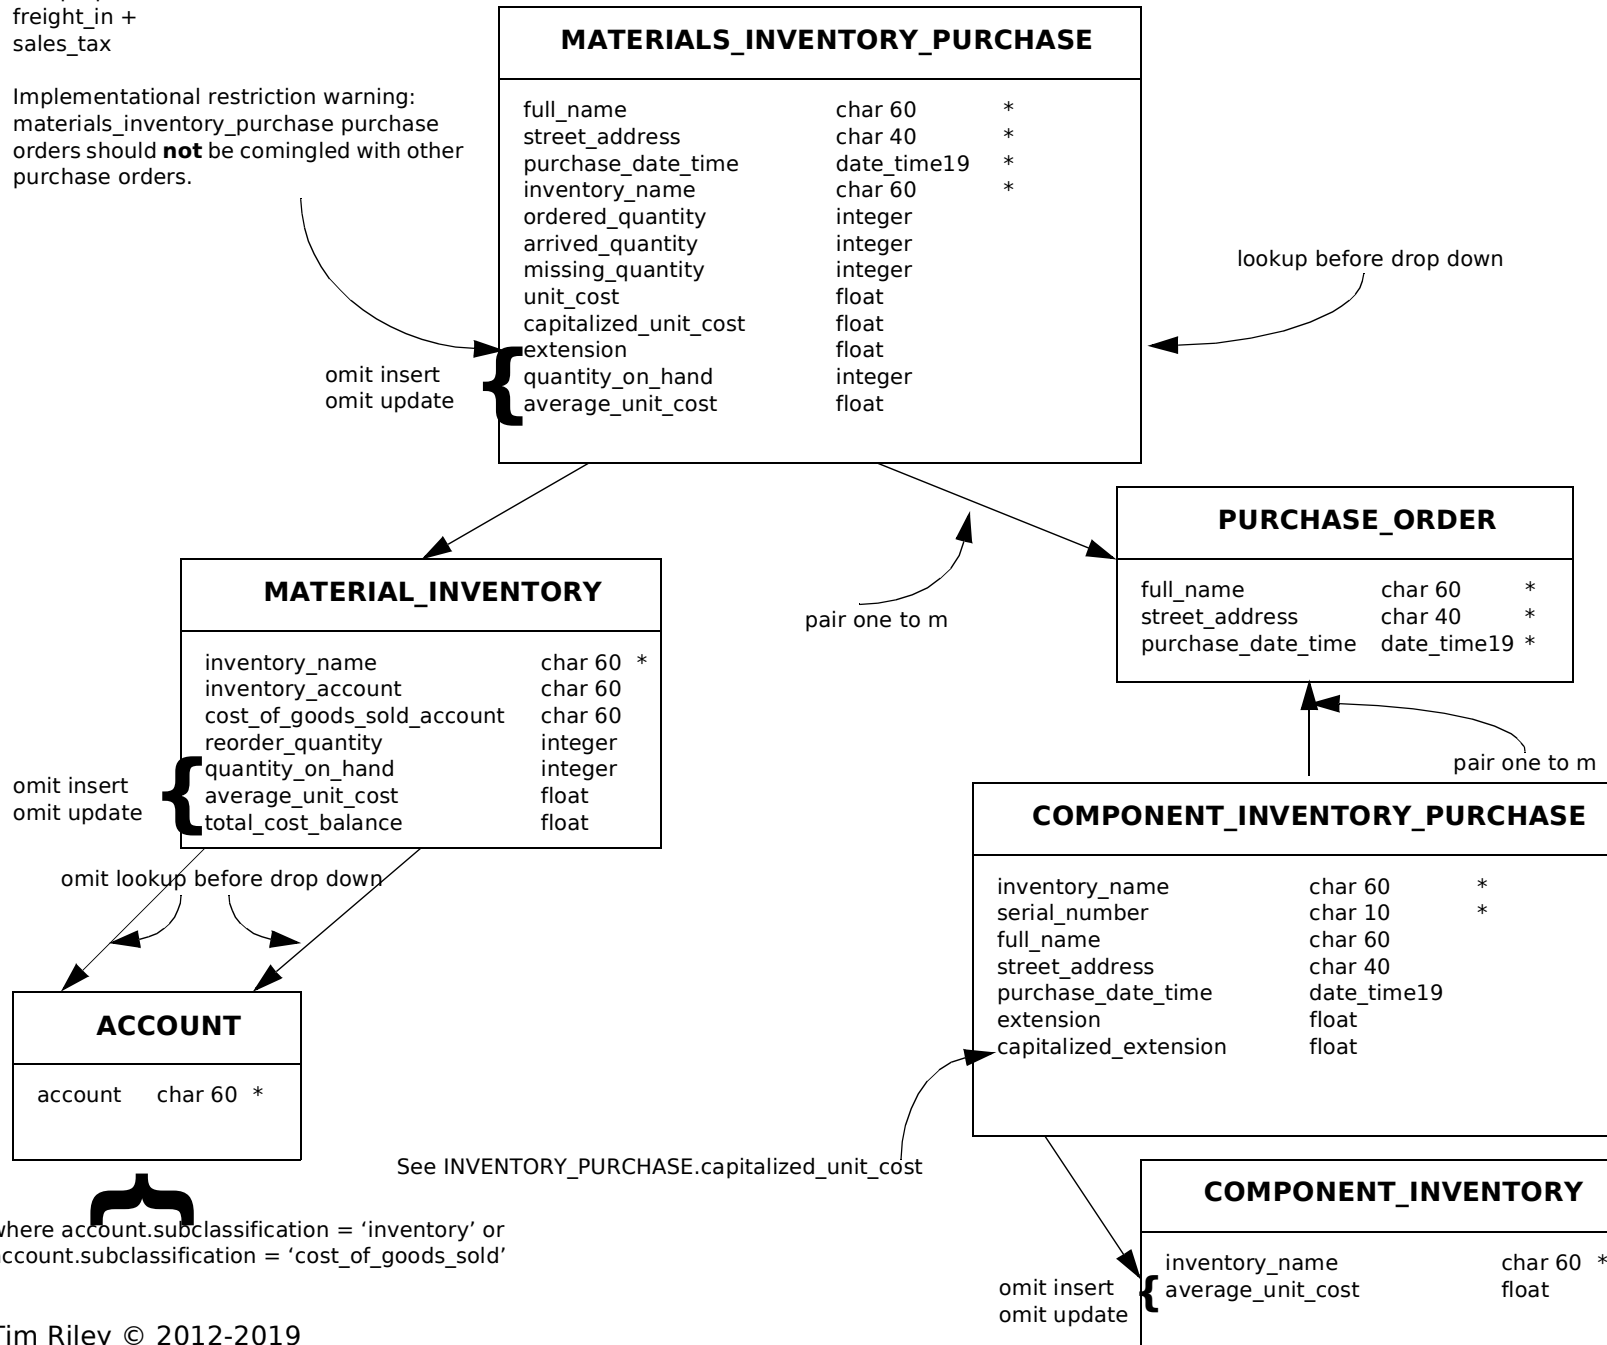 freight_in +
sales_tax
Implementational restriction warning:
materials_inventory_purchase purchase
orders should not be comingled with other
purchase orders.
MATERIALS_INVENTORY_PURCHASE
full_name char 60 *
street_address char 40 *
purchase_date_time date_time19 *
inventory_name char 60 *
ordered_quantity integer
arrived_quantity integer
missing_quantity integer
unit_cost float
capitalized_unit_cost float
extension float
quantity_on_hand integer
average_unit_cost float
omit insert
omit update
lookup before drop down
pair one to m
PURCHASE_ORDER
full_name char 60 *
street_address char 40 *
purchase_date_time date_time19 *
pair one to m
MATERIAL_INVENTORY
inventory_name char 60 *
inventory_account char 60
cost_of_goods_sold_account char 60
reorder_quantity integer
quantity_on_hand integer
average_unit_cost float
total_cost_balance float
omit insert
omit update
omit lookup before drop down
ACCOUNT
account char 60 *
where account.subclassification = ‘inventory’ or
account.subclassification = ‘cost_of_goods_sold’
COMPONENT_INVENTORY_PURCHASE
inventory_name char 60 *
serial_number char 10 *
full_name char 60
street_address char 40
purchase_date_time date_time19
extension float
capitalized_extension float
See INVENTORY_PURCHASE.capitalized_unit_cost
COMPONENT_INVENTORY
inventory_name char 60 *
average_unit_cost float
omit insert
omit update
Tim Riley © 2012-2019